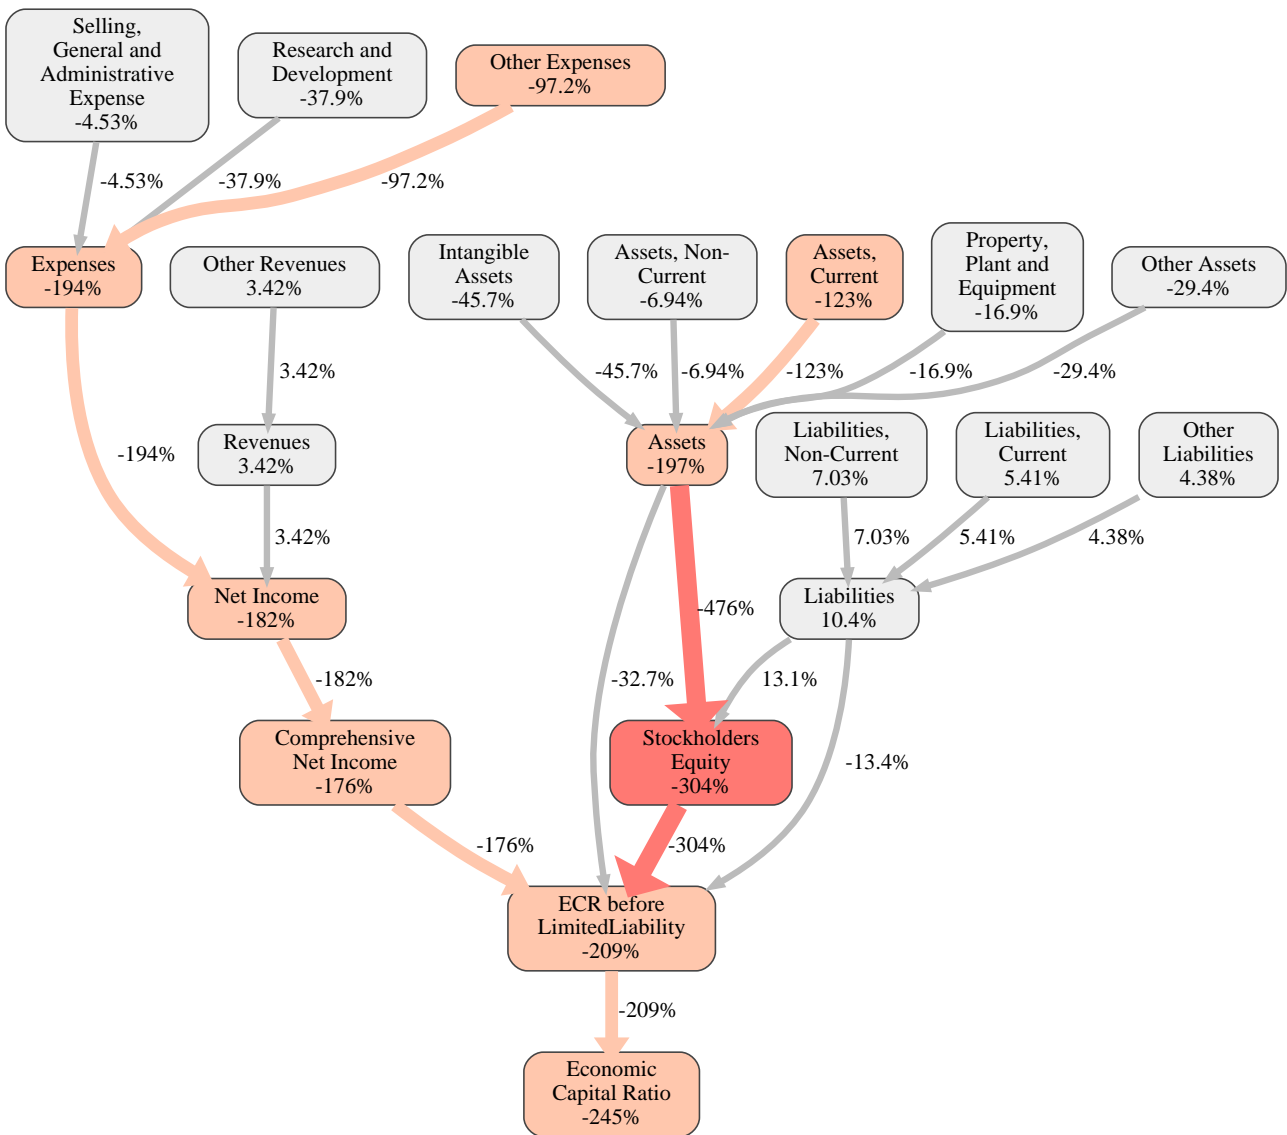 Selling,
General and
Administrative
Expense
-4.53%
Research and
Development
-37.9%
Other Expenses
-97.2%
-4.53%
-37.9%
-97.2%
Expenses
-194%
Other Revenues
3.42%
Intangible
Assets
-45.7%
Assets, Non-
Current
-6.94%
Assets,
Current
-123%
Property,
Plant and
Equipment
-16.9%
Other Assets
-29.4%
3.42%
-45.7%
-6.94%
-123%
-16.9%
-29.4%
-194%
Revenues
3.42%
Assets
-197%
Liabilities,
Non-Current
7.03%
Liabilities,
Current
5.41%
Other
Liabilities
4.38%
3.42%
7.03%
5.41%
4.38%
Net Income
-182%
-476%
Liabilities
10.4%
-182%
-32.7%
13.1%
Comprehensive
Net Income
-176%
Stockholders
Equity
-304%
-13.4%
-176%
-304%
ECR before
LimitedLiability
-209%
-209%
Economic
Capital Ratio
-245%